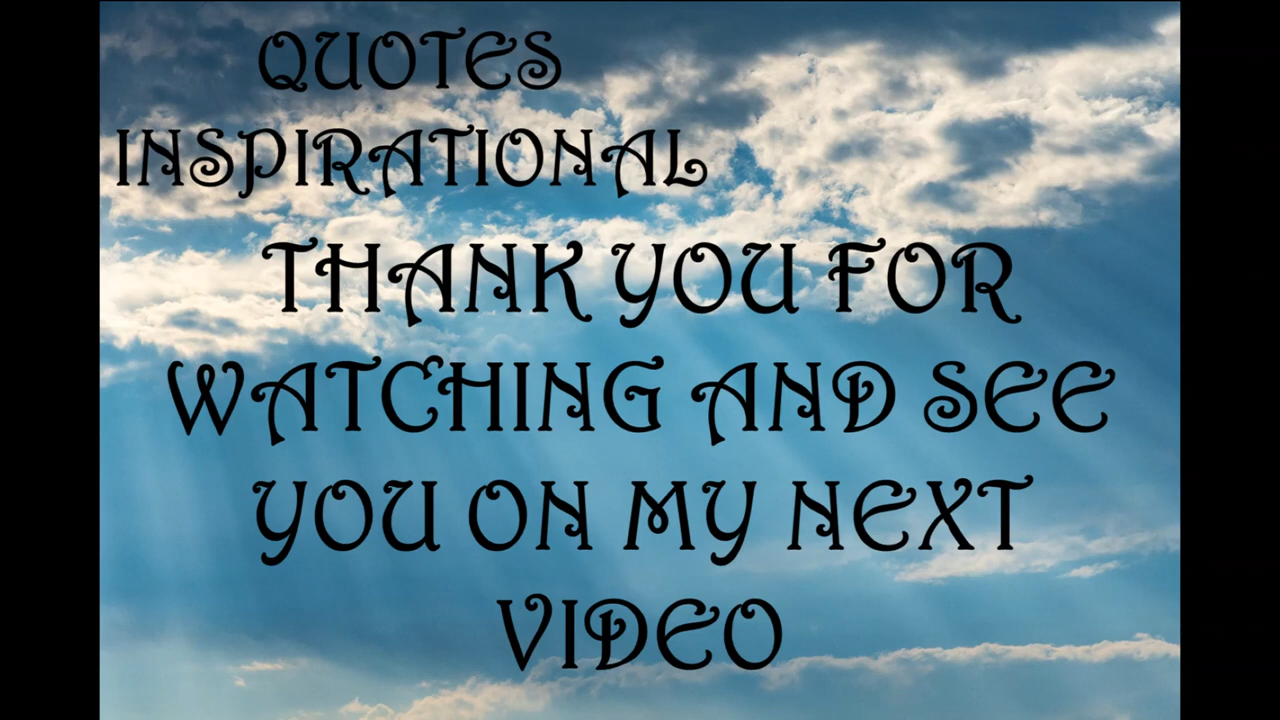 QUOTES
INSPIRATIONAL
THANK YOU FOR
WATCHING AND SEE
YOU ON MY NEXT
VIDEO